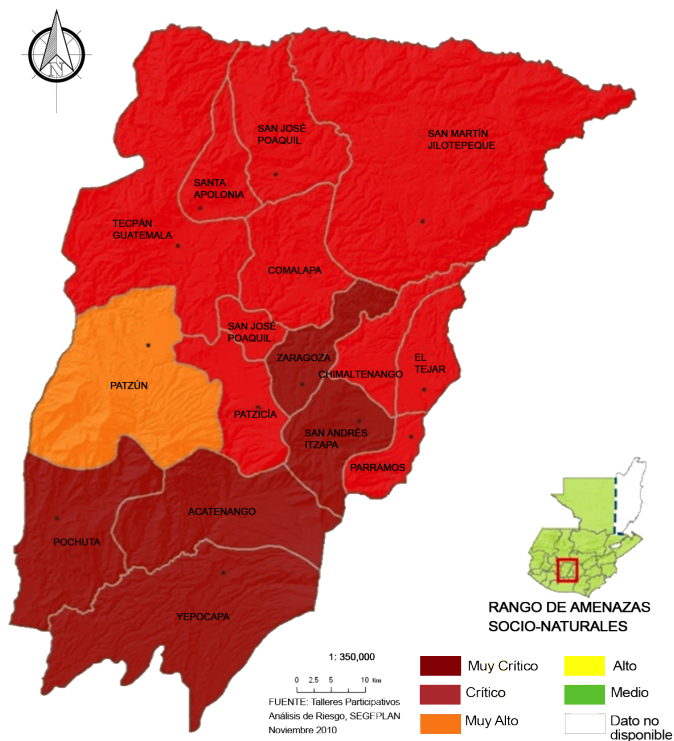 N
SAN JOSÉ
POAQUIL
SAN MARTÍN
JILOTEPEQUE
SANTA
APOLONIA
TECPÁN
GUATEMALA
COMALAPA
SAN JOSÉ
POAQUIL
ZARAGOZA
CHIMALTENANGO
EL
TEJAR
PATZÚN
PATZICÍA
SAN ANDRÉS
ITZAPA
PARRAMOS
ACATENANGO
POCHUTA
YEPOCAPA
RANGO DE AMENAZAS
SOCIO-NATURALES
Muy Crítico
Crítico
Muy Alto
Alto
Medio
Dato no
disponible
1: 350,000
0 2.5 5 10 Km
FUENTE: Talleres Participativos
Análisis de Riesgo, SEGEPLAN
Noviembre 2010